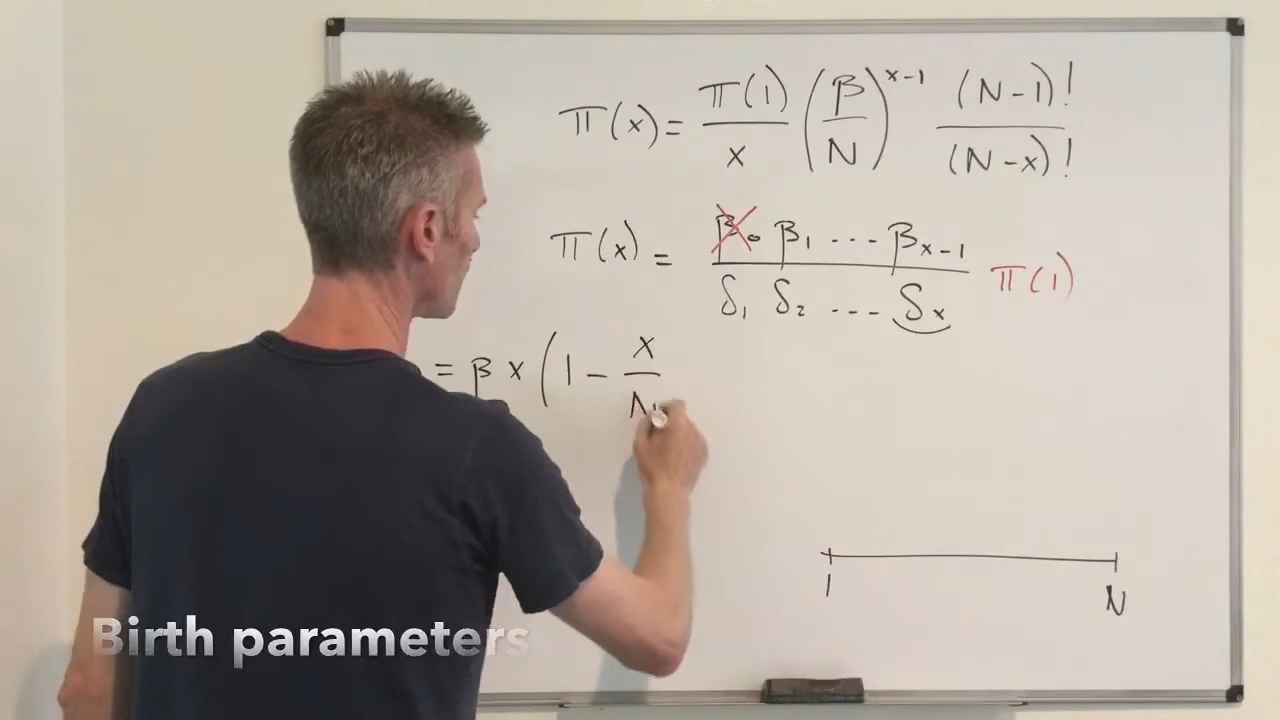 π(x) = π(1)/x (β/N)^(x-1) (N-1)!/(N-x)!
π(x) = β₀ β₁ ... β_(x-1) / δ₁ δ₂ ... δ_x π(1)
= β x (1 - x/N
1 N
Birth parameters